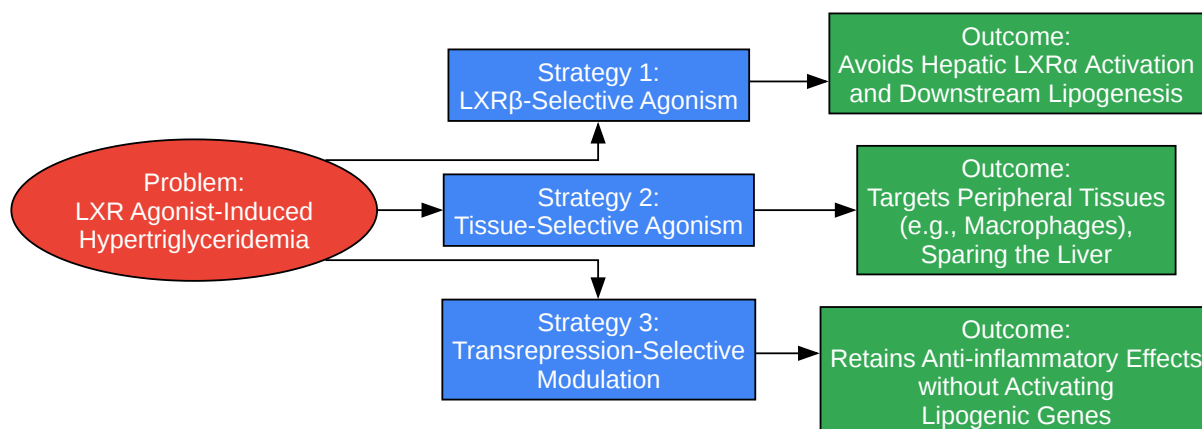 Problem:
LXR Agonist-Induced
Hypertriglyceridemia
Strategy 1:
LXRβ-Selective Agonism
Outcome:
Avoids Hepatic LXRα Activation
and Downstream Lipogenesis
Strategy 2:
Tissue-Selective Agonism
Outcome:
Targets Peripheral Tissues
(e.g., Macrophages),
Sparing the Liver
Strategy 3:
Transrepression-Selective
Modulation
Outcome:
Retains Anti-inflammatory Effects
without Activating
Lipogenic Genes